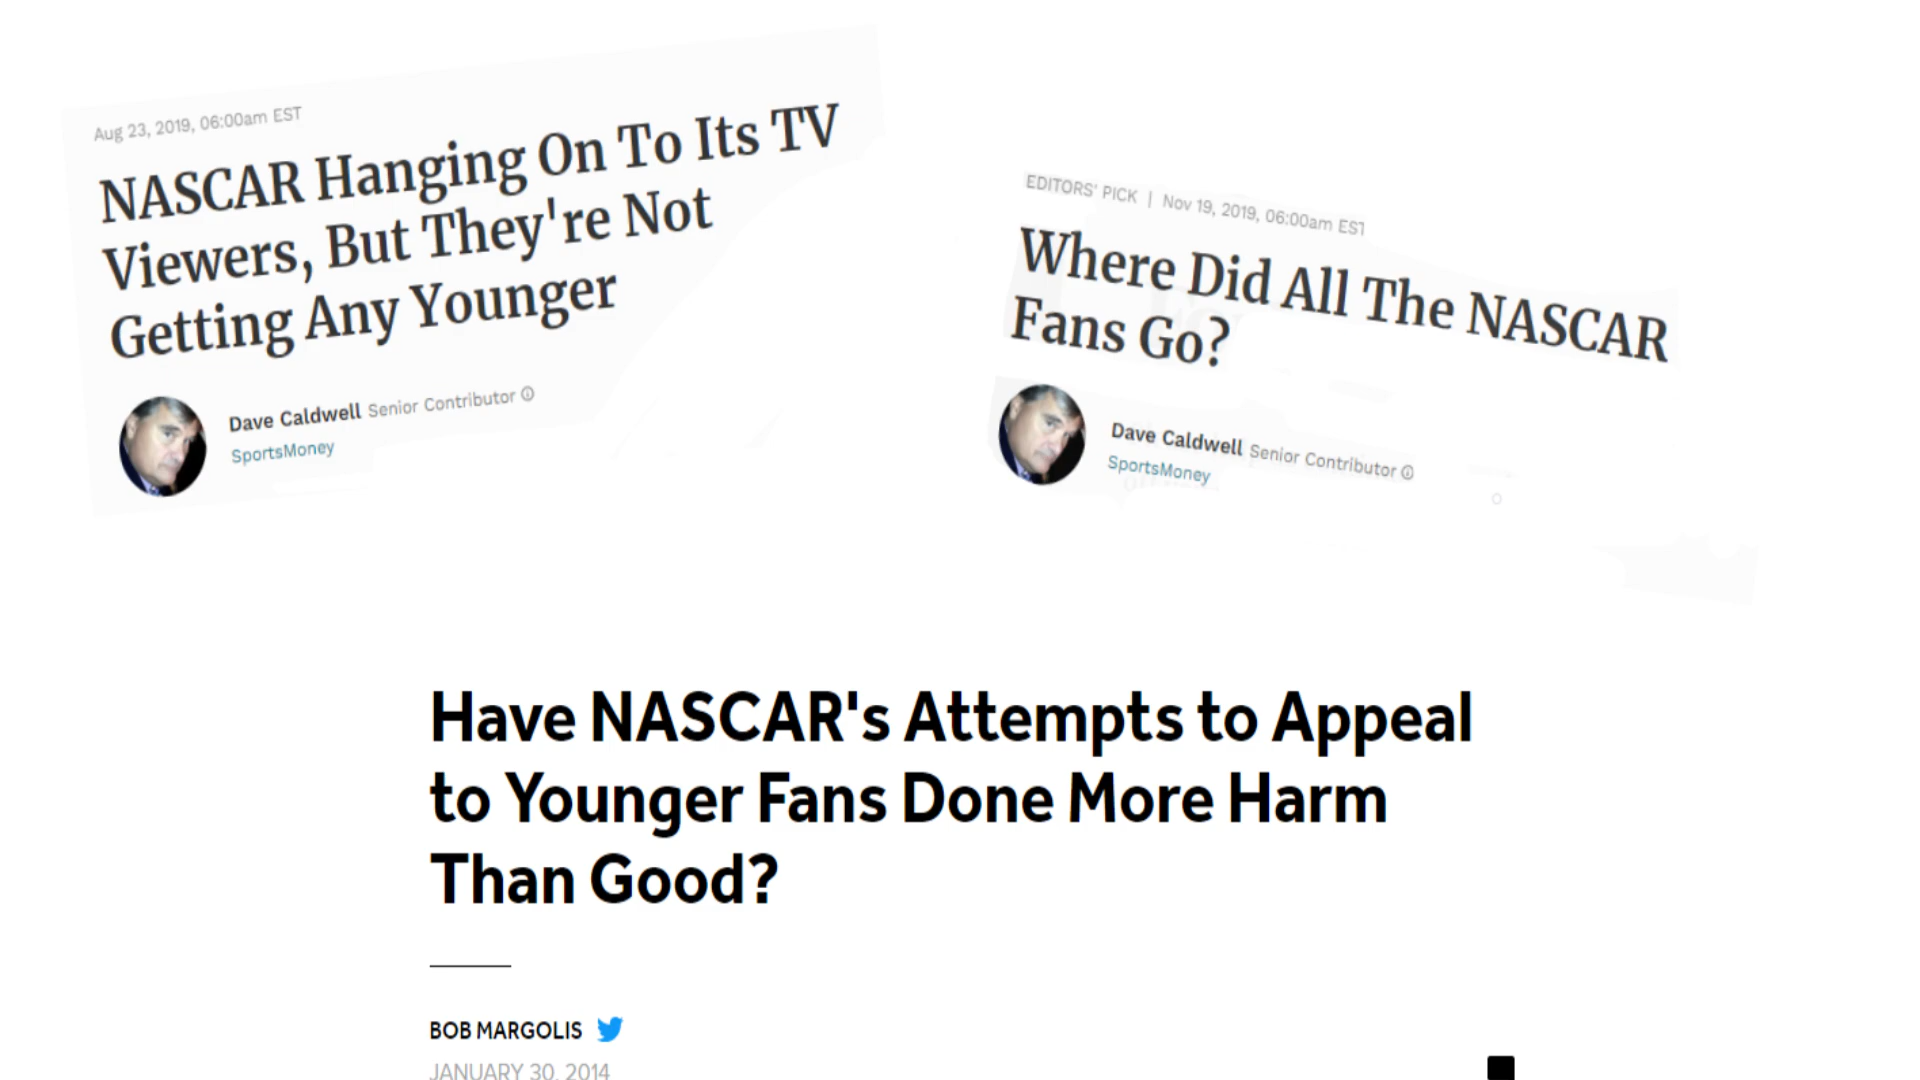 Aug 23, 2019, 06:00am EST
NASCAR Hanging On To Its TV
Viewers, But They're Not
Getting Any Younger
Dave Caldwell Senior Contributor
SportsMoney
EDITORS' PICK | Nov 19, 2019, 06:00am EST
Where Did All The NASCAR
Fans Go?
Dave Caldwell Senior Contributor
SportsMoney
Have NASCAR's Attempts to Appeal
to Younger Fans Done More Harm
Than Good?
BOB MARGOLIS
JANUARY 30, 2014